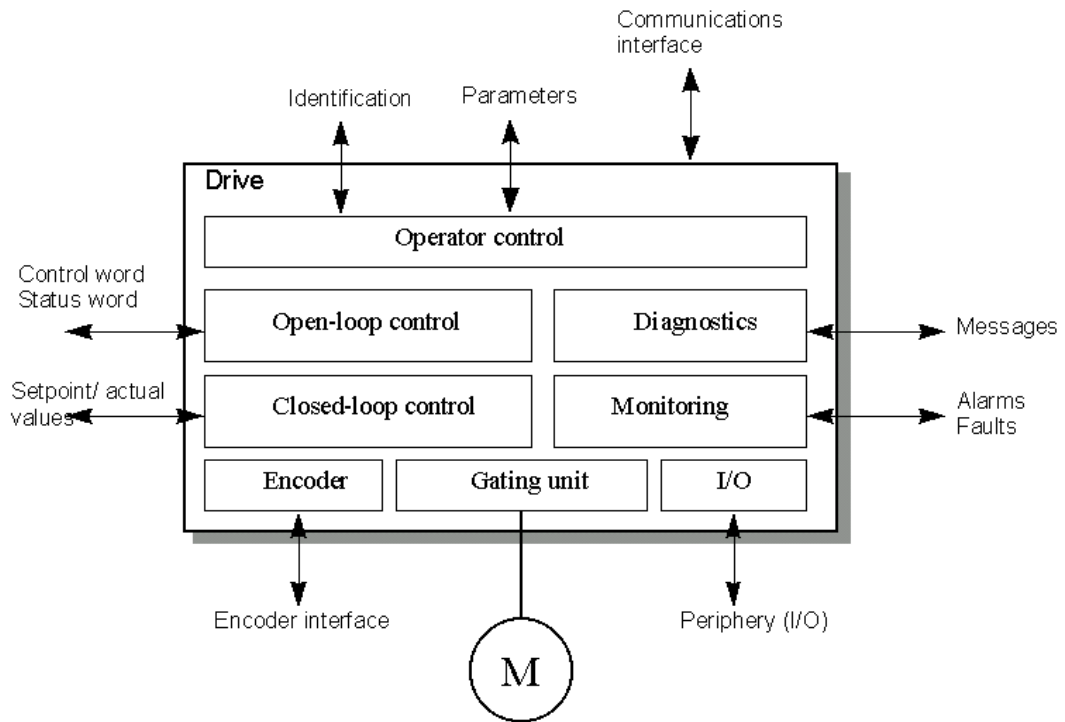 Communications
interface
Identification
Parameters
Drive
Operator control
Control word
Status word
Open-loop control
Diagnostics
Messages
Setpoint/ actual
values
Closed-loop control
Monitoring
Alarms
Faults
Encoder
Gating unit
I/O
Encoder interface
Periphery (I/O)
M